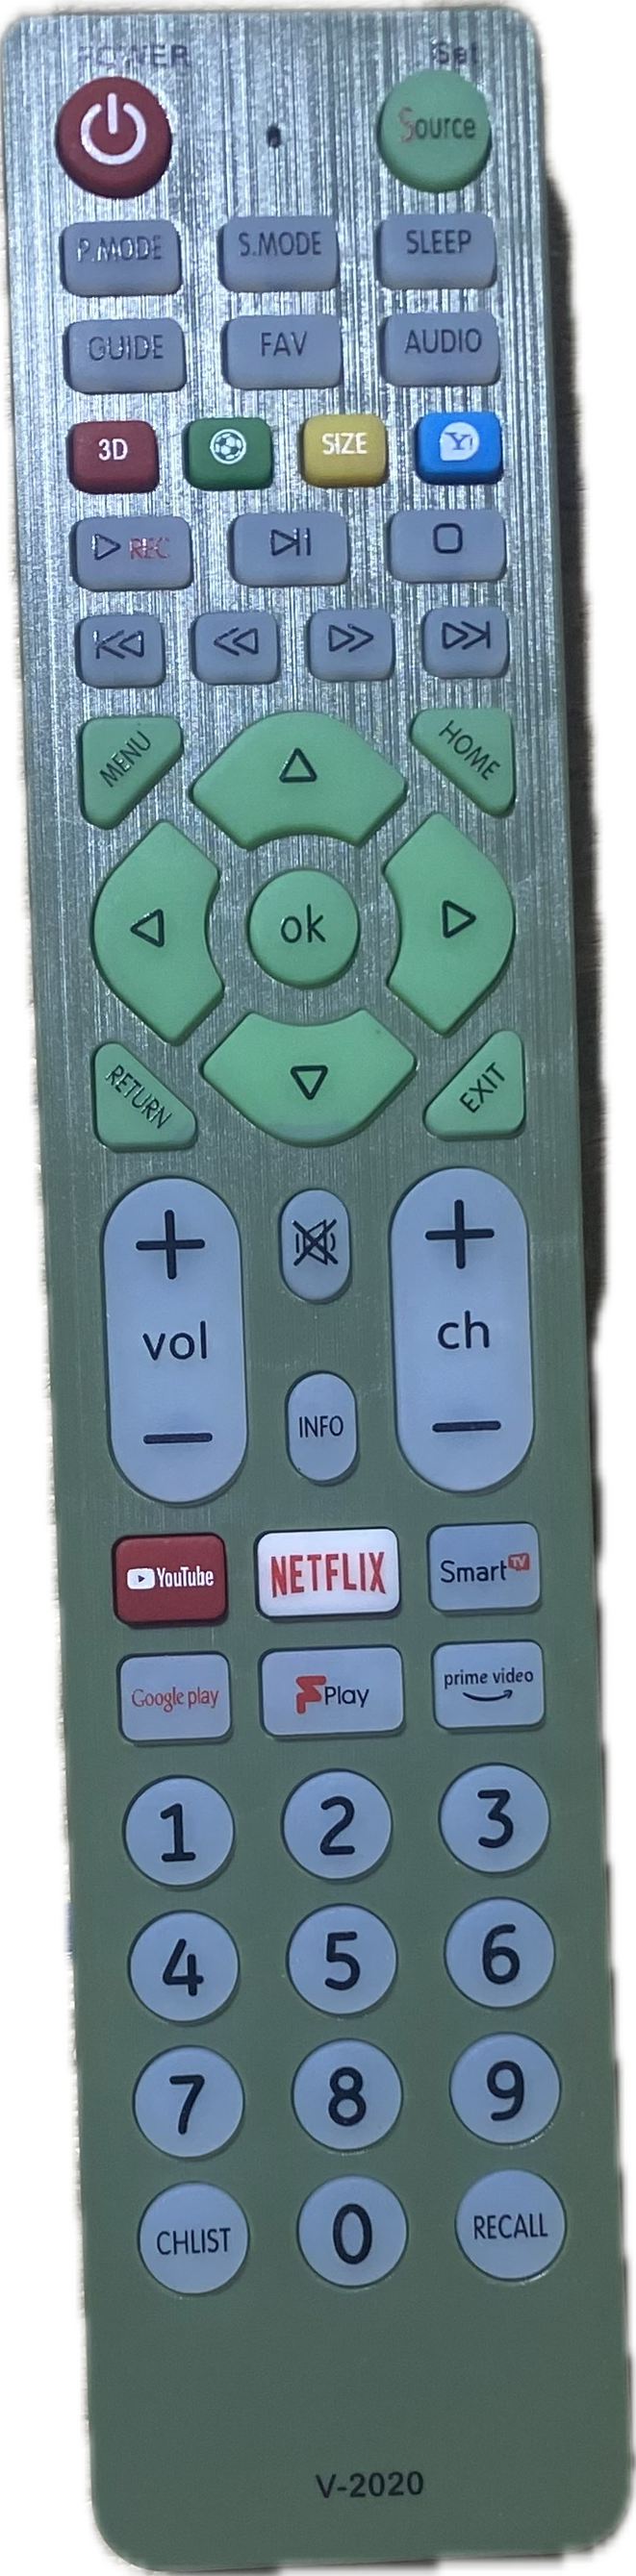 POWER Set
Source
P.MODE S.MODE SLEEP
GUIDE FAV AUDIO
3D SIZE Y!
REC
MENU HOME
ok
RETURN EXIT
+ +
vol ch
INFO
− −
YouTube NETFLIX Smart TV
Google play FPlay prime video
1 2 3
4 5 6
7 8 9
CHLIST 0 RECALL
V-2020